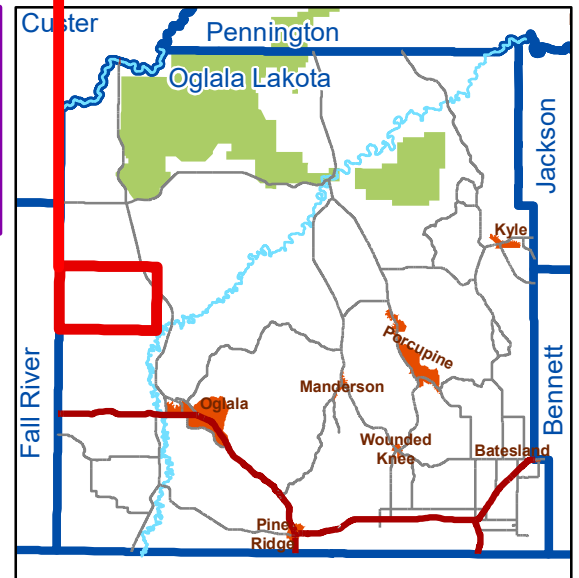 Custer
Pennington
Oglala Lakota
Jackson
Kyle
Porcupine
Fall River
Manderson
Oglala
Bennett
Wounded
Knee
Batesland
Pine
Ridge